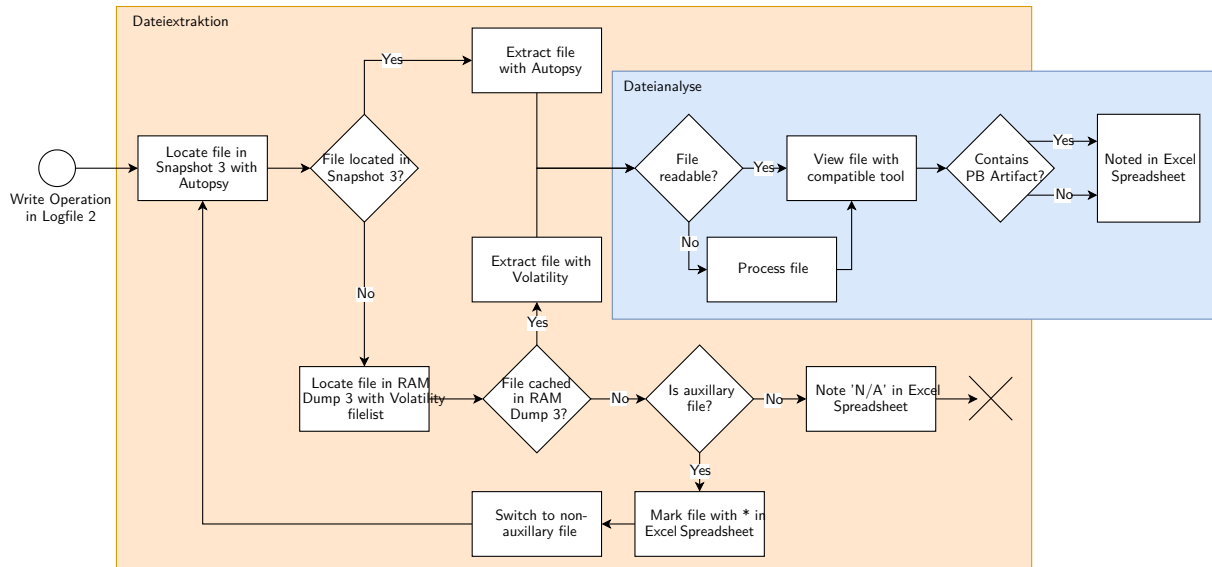 Dateiextraktion
Extract file
with Autopsy
Yes
Dateianalyse
Write Operation
in Logfile 2
Locate file in
Snapshot 3 with
Autopsy
File located in
Snapshot 3?
File
readable?
Yes
View file with
compatible tool
Contains
PB Artifact?
Yes
No
Noted in Excel
Spreadsheet
No
Process file
Extract file with
Volatility
No
Yes
Locate file in RAM
Dump 3 with Volatility
filelist
File cached
in RAM
Dump 3?
No
Is auxillary
file?
No
Note 'N/A' in Excel
Spreadsheet
Yes
Switch to non-
auxillary file
Mark file with * in
Excel Spreadsheet